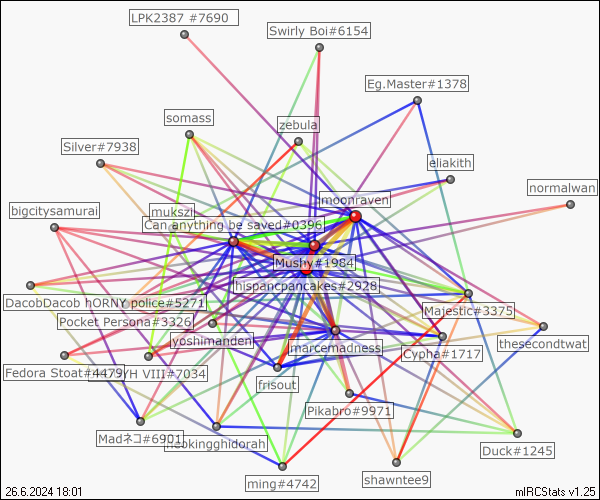 LPK2387 #7690
Swirly Boi#6154
Eg.Master#1378
somass
zebula
Silver#7938
eliakith
normalwan
moonraven
bigcitysamurai
mukszi
Can anything be saved#0396
Mushy#1984
hispancpancakes#2928
DacobDacob hORNY police#5271
Majestic#3375
Pocket Persona#3326
yoshimanden
marcemadness
Cypha#1717
thesecondtwat
Fedora Stoat#4479
YH VIII#7034
frisout
Pikabro#9971
Madネコ#6901
neokingghidorah
Duck#1245
ming#4742
shawntee9
26.6.2024 18:01
mIRCStats v1.25